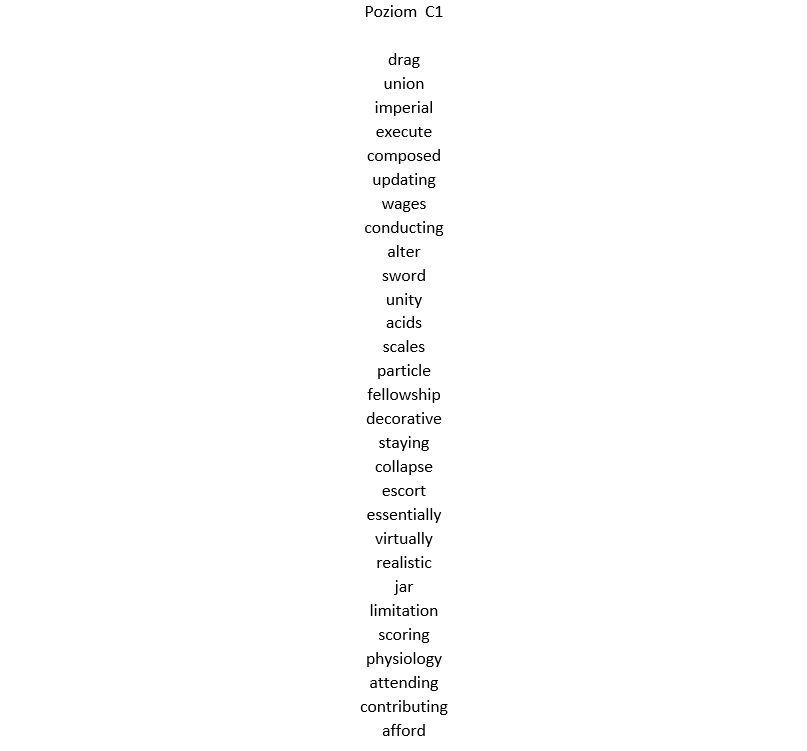 Poziom  C1
drag
union
imperial
execute
composed
updating
wages
conducting
alter
sword
unity
acids
scales
particle
fellowship
decorative
staying
collapse
escort
essentially
virtually
realistic
jar
limitation
scoring
physiology
attending
contributing
afford